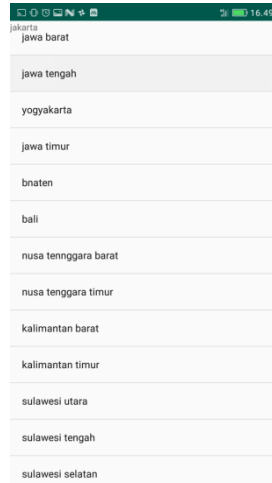 16.49
jakarta
jawa barat
jawa tengah
yogyakarta
jawa timur
bnaten
bali
nusa tennggara barat
nusa tenggara timur
kalimantan barat
kalimantan timur
sulawesi utara
sulawesi tengah
sulawesi selatan